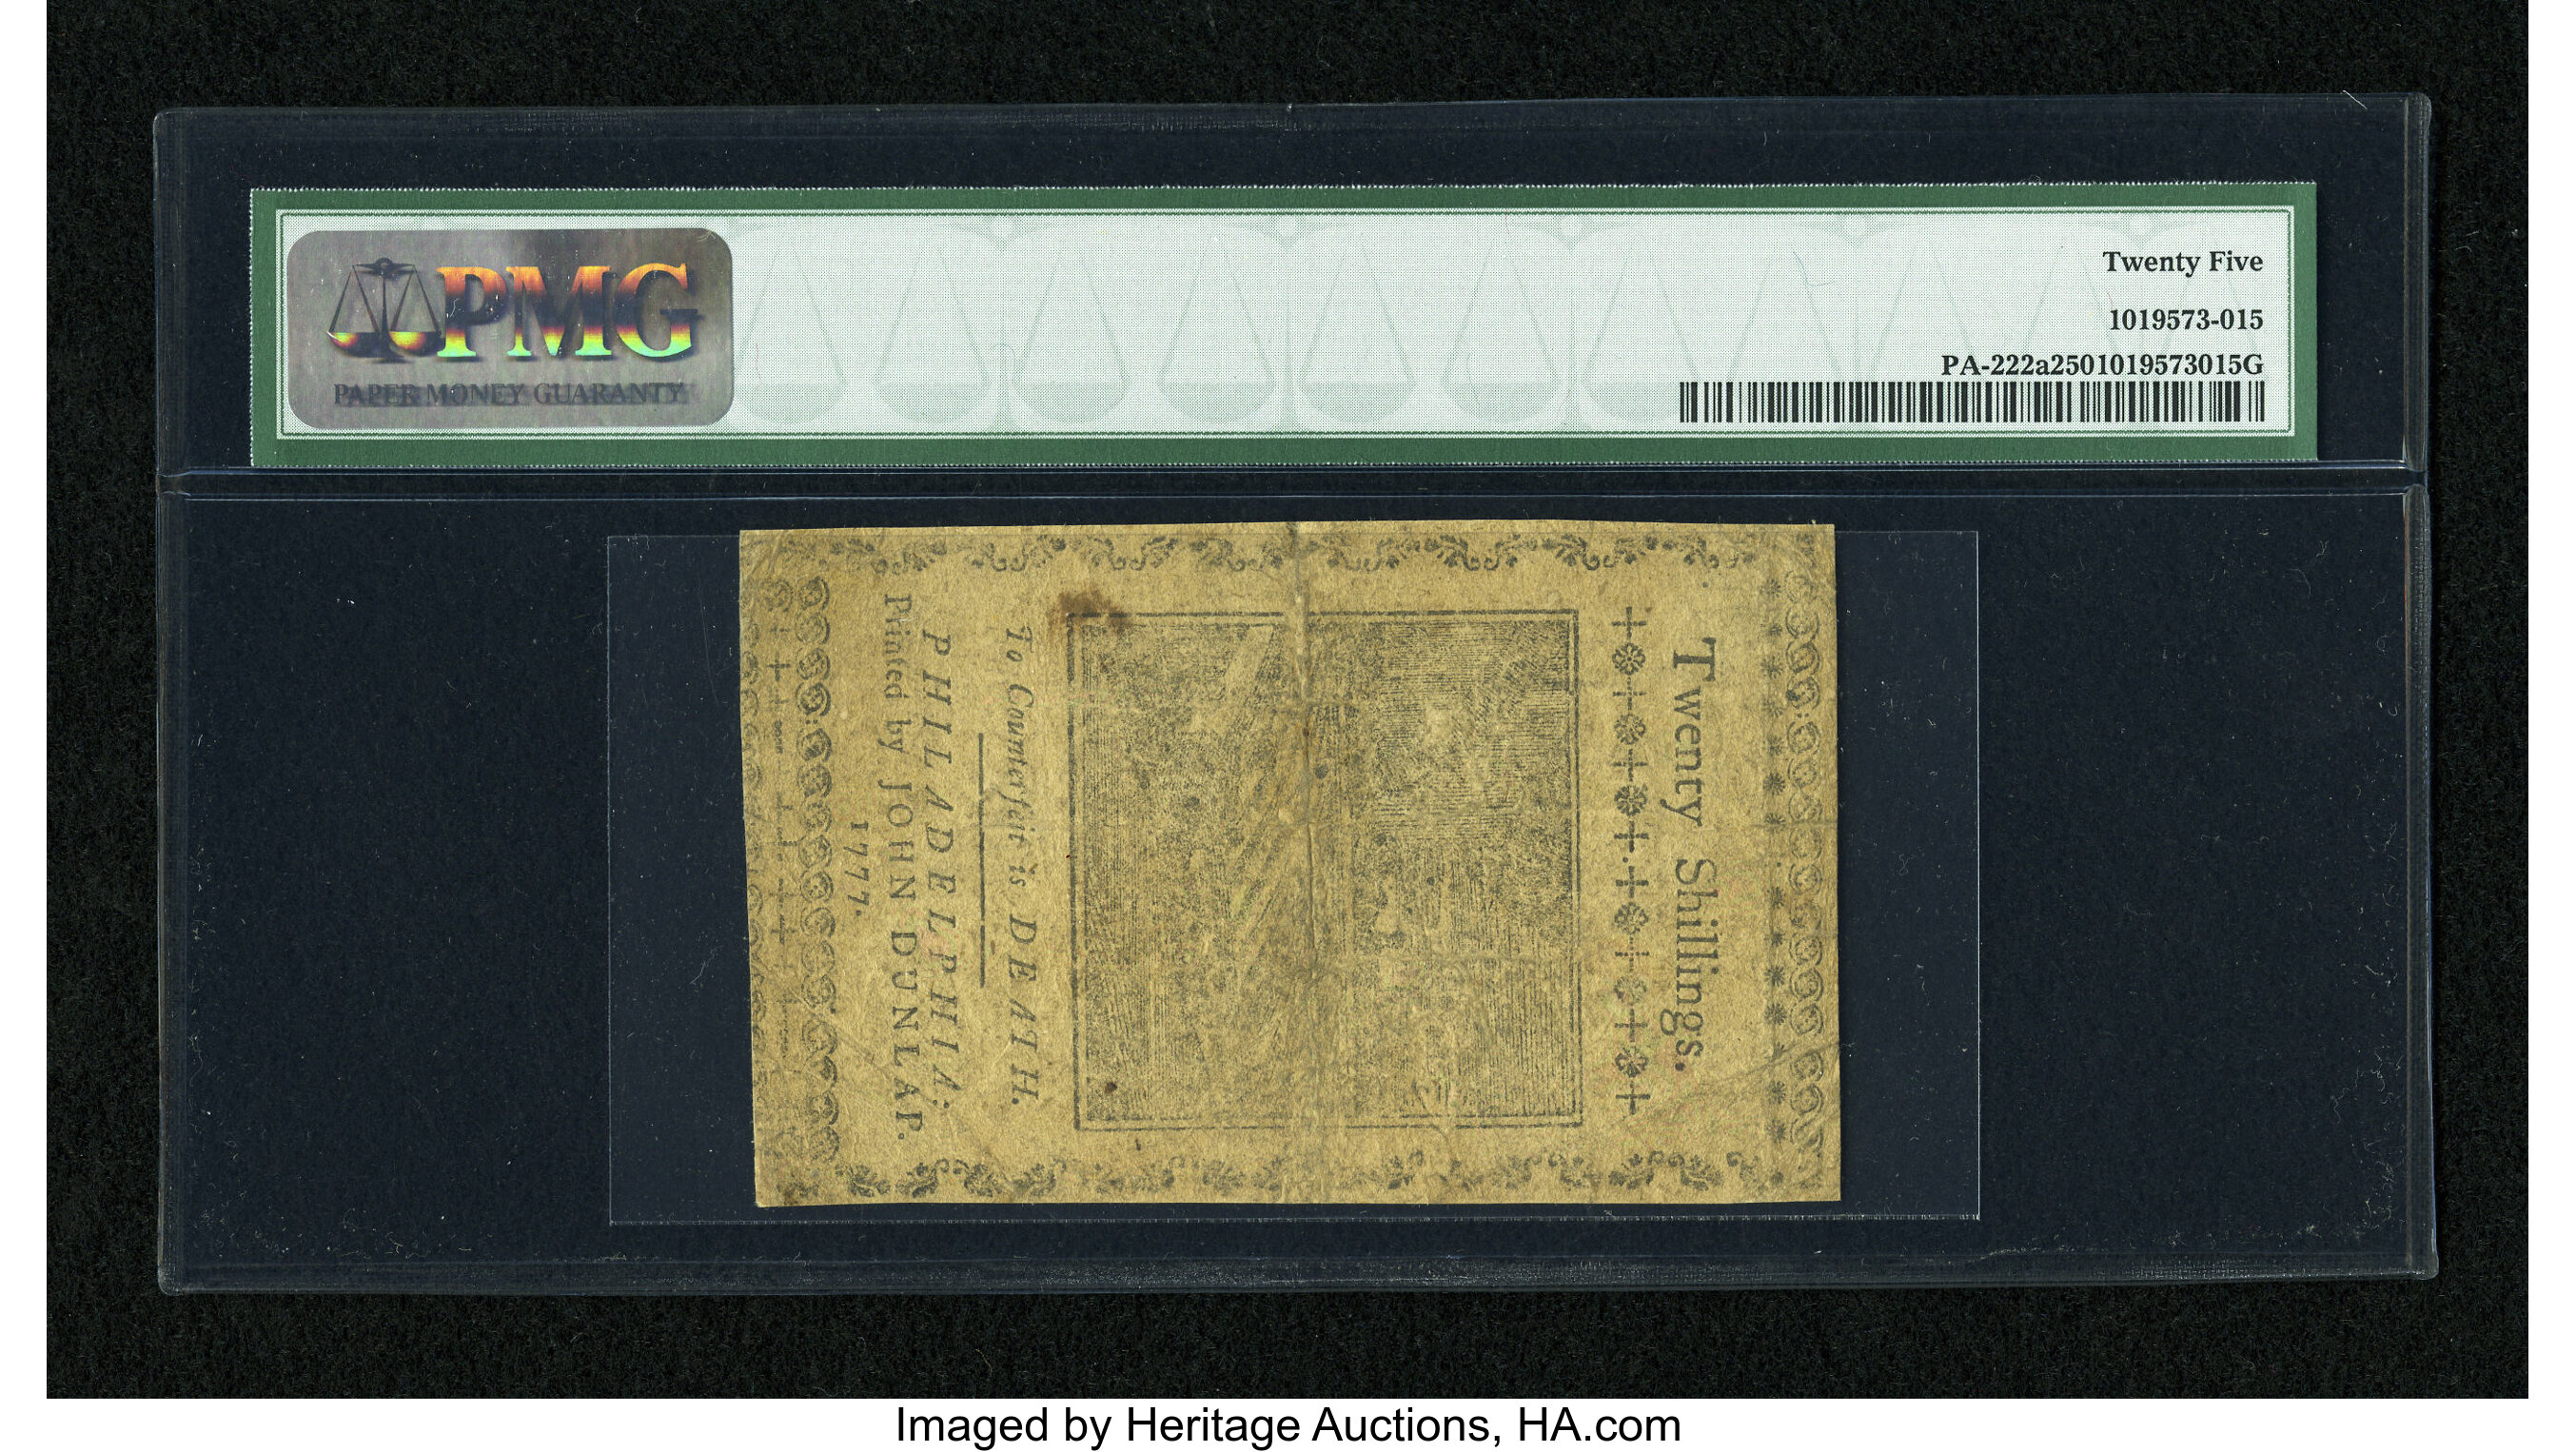 PMG
PAPER MONEY GUARANTY
Twenty Five
1019573-015
PA-222a2501019573015G
Twenty Shillings.
To Counterfeit is DEATH.
PHILADELPHIA:
Printed by JOHN DUNLAP.
1777.
Imaged by Heritage Auctions, HA.com